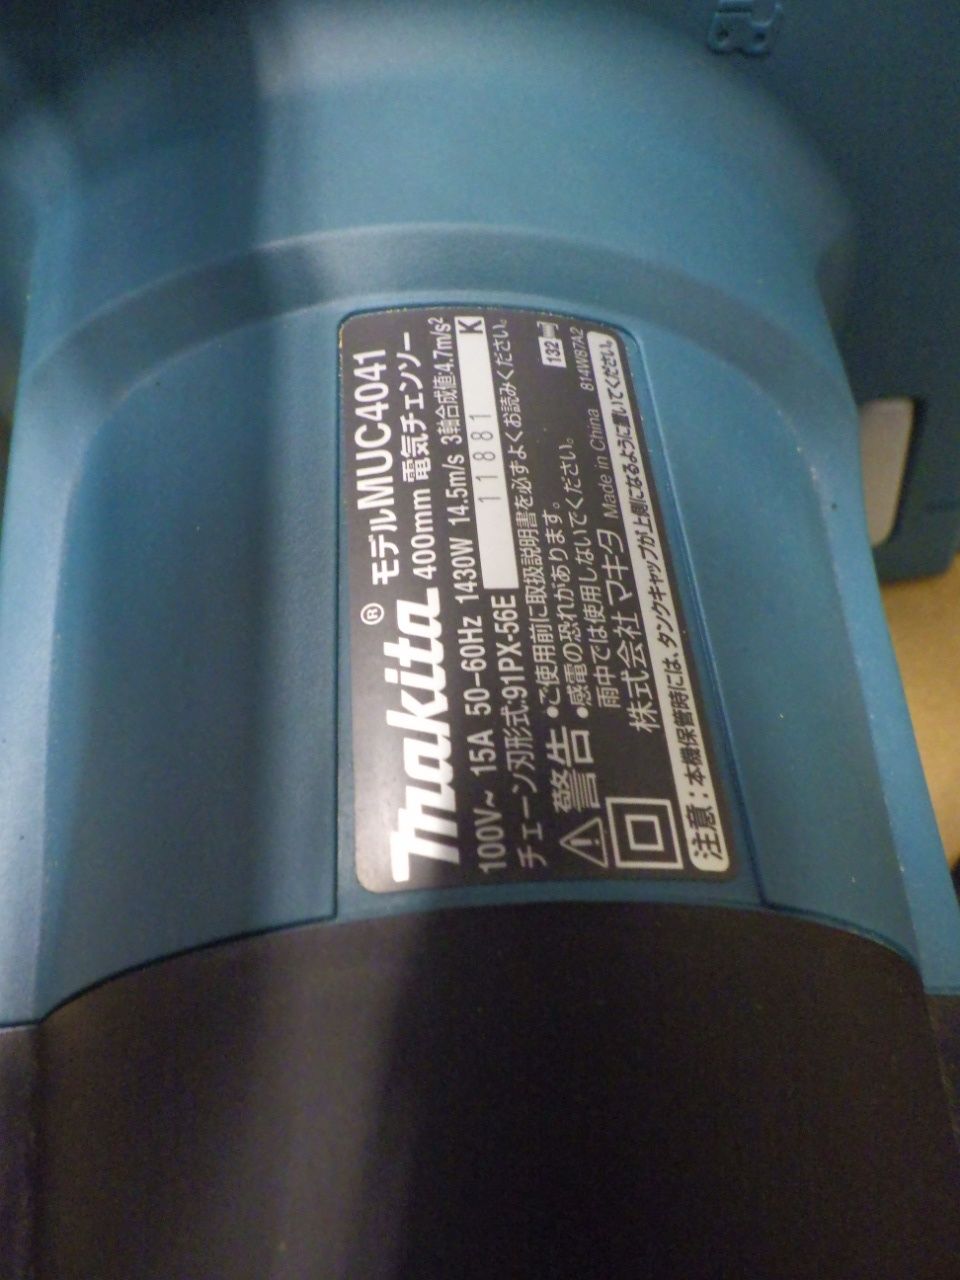 makita® モデルMUC4041
400mm 電気チェンソー
100V~ 15A 50-60Hz 1430W 14.5m/s 3軸合成値:4.7m/s²
チェーン刃形式:91PX-56E 11881 K
⚠警告 •ご使用前に取扱説明書を必ずよくお読みください。
•感電の恐れがあります。
雨中では使用しないでください。
株式会社 マキタ Made in China 814W87A2
132
注意:本機保管時には、タンクキャップが上側になるように置いてください。